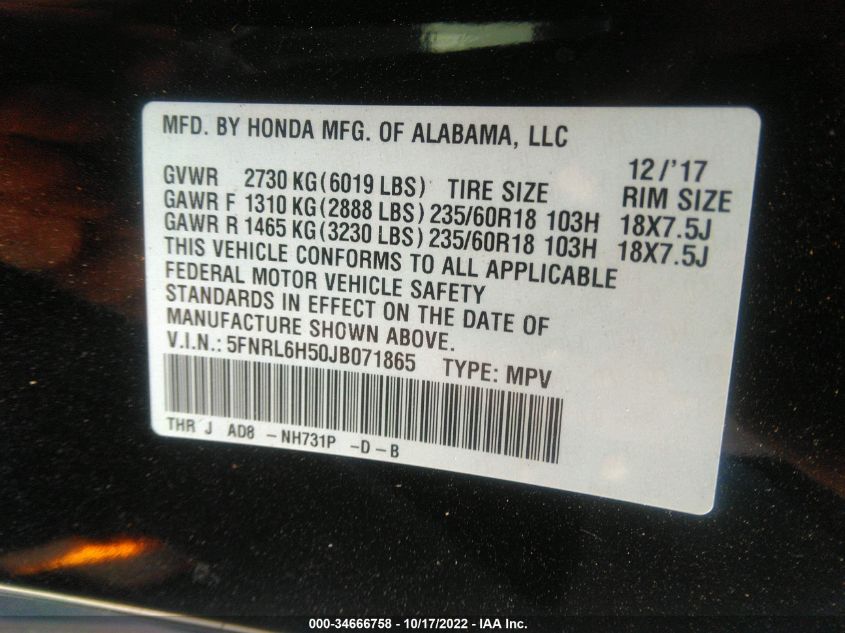 MFD. BY HONDA MFG. OF ALABAMA, LLC
12/'17
GVWR 2730 KG(6019 LBS) TIRE SIZE RIM SIZE
GAWR F 1310 KG(2888 LBS) 235/60R18 103H 18X7.5J
GAWR R 1465 KG(3230 LBS) 235/60R18 103H 18X7.5J
THIS VEHICLE CONFORMS TO ALL APPLICABLE
FEDERAL MOTOR VEHICLE SAFETY
STANDARDS IN EFFECT ON THE DATE OF
MANUFACTURE SHOWN ABOVE.
V.I.N.: 5FNRL6H50JB071865 TYPE: MPV
THR J AD8 - NH731P -D - B
000-34666758 - 10/17/2022 - IAA Inc.